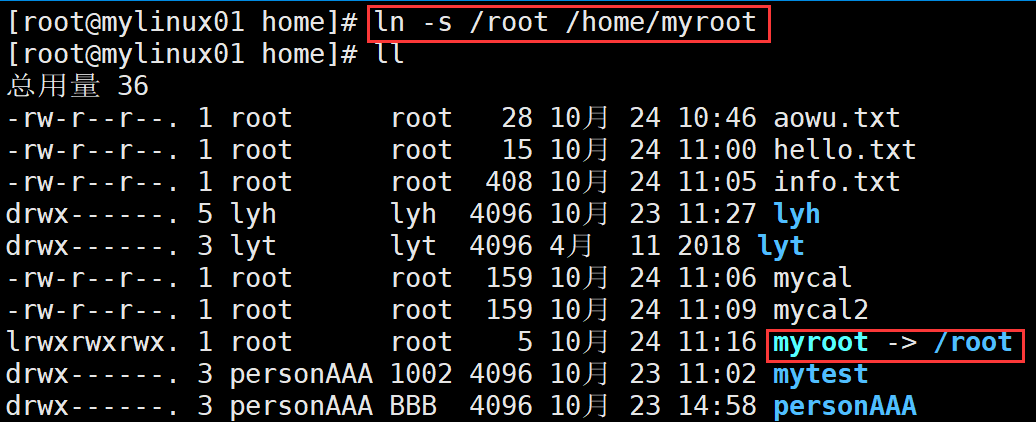 [root@mylinux01 home]# ln -s /root /home/myroot
[root@mylinux01 home]# ll
总用量 36
-rw-r--r--. 1 root      root   28 10月 24 10:46 aowu.txt
-rw-r--r--. 1 root      root   15 10月 24 11:00 hello.txt
-rw-r--r--. 1 root      root  408 10月 24 11:05 info.txt
drwx------. 5 lyh       lyh  4096 10月 23 11:27 lyh
drwx------. 3 lyt       lyt  4096 4月  11 2018 lyt
-rw-r--r--. 1 root      root  159 10月 24 11:06 mycal
-rw-r--r--. 1 root      root  159 10月 24 11:09 mycal2
lrwxrwxrwx. 1 root      root    5 10月 24 11:16 myroot -> /root
drwx------. 3 personAAA 1002 4096 10月 23 11:02 mytest
drwx------. 3 personAAA BBB  4096 10月 23 14:58 personAAA